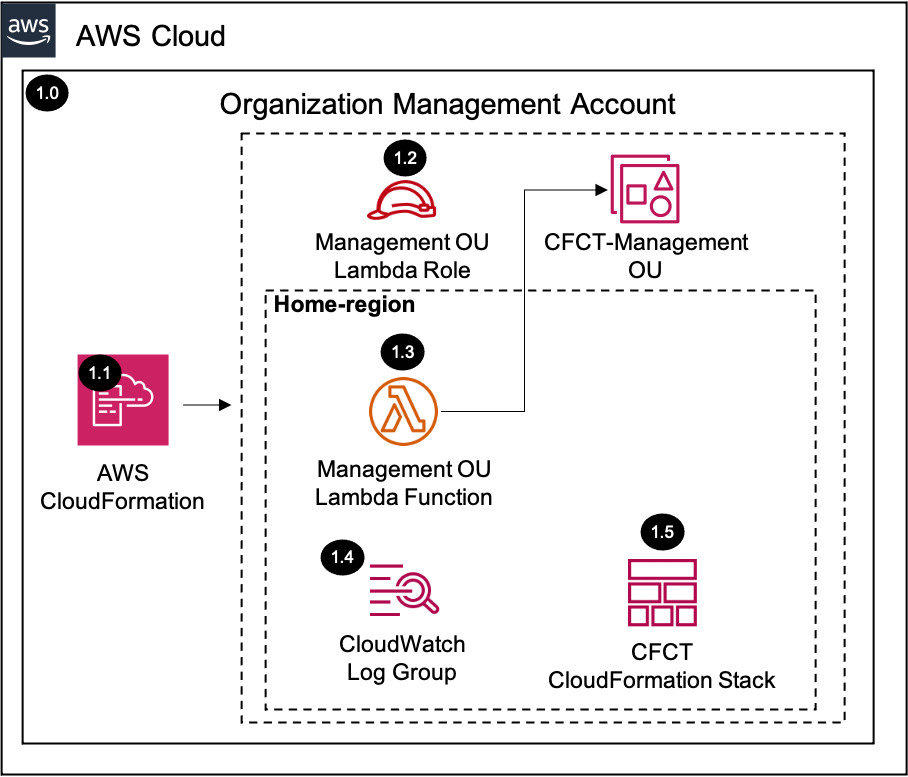 aws
AWS Cloud
1.0
Organization Management Account
1.2
Management OU
Lambda Role
CFCT-Management
OU
Home-region
1.3
Management OU
Lambda Function
1.1
AWS
CloudFormation
1.4
CloudWatch
Log Group
1.5
CFCT
CloudFormation Stack